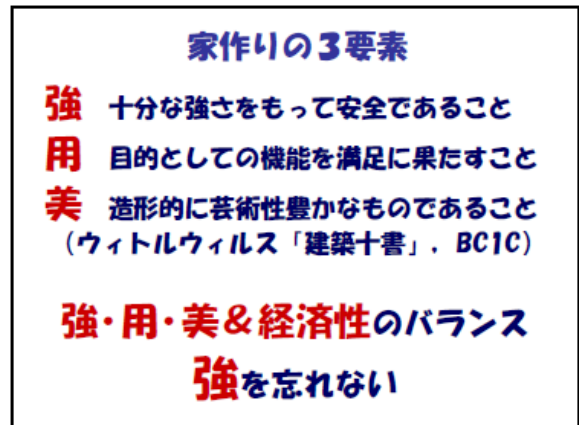 家作りの3要素
強 十分な強さをもって安全であること
用 目的としての機能を満足に果たすこと
美 造形的に芸術性豊かなものであること
（ウィトルウィルス「建築十書」, BC1C）
強・用・美＆経済性のバランス
強を忘れない